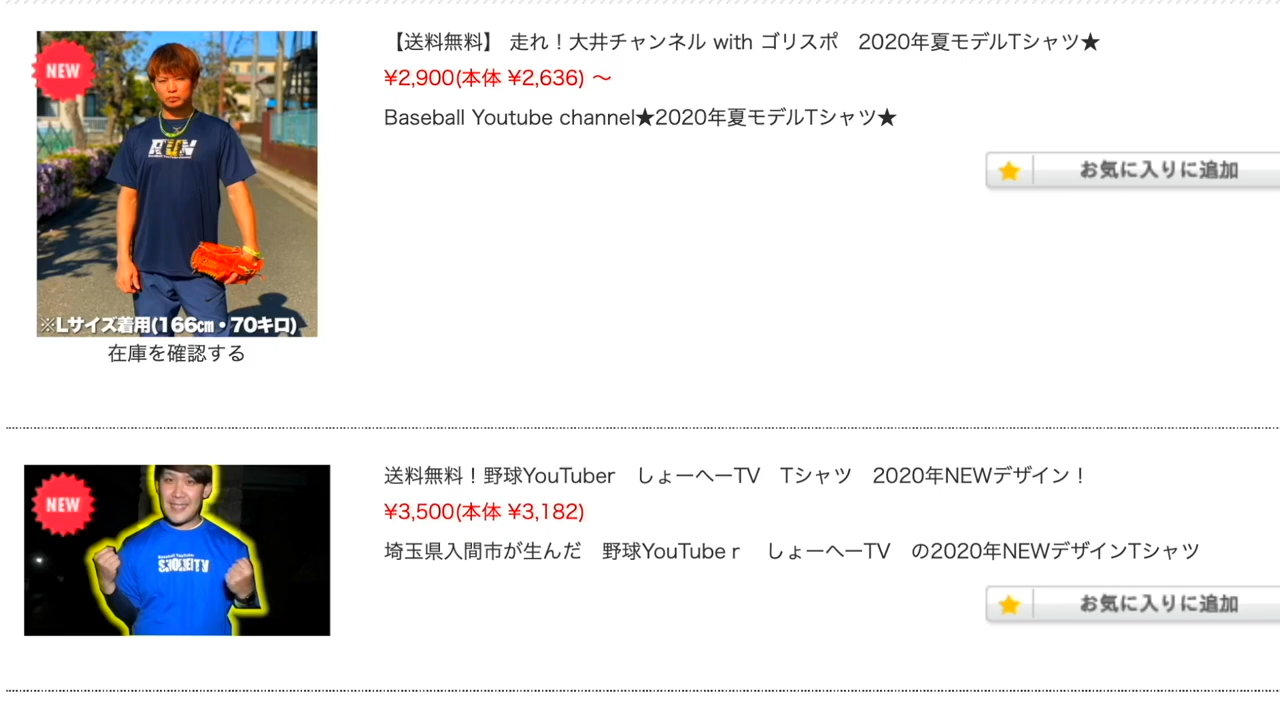 NEW
RUN
【送料無料】 走れ！大井チャンネル with ゴリスポ　2020年夏モデルTシャツ★
¥2,900(本体 ¥2,636) ～
Baseball Youtube channel★2020年夏モデルTシャツ★
お気に入りに追加
※Lサイズ着用(166㎝・70キロ)
在庫を確認する
NEW
Baseball YouTuber
SHOHEITV
送料無料！野球YouTuber　しょーへーTV　Tシャツ　2020年NEWデザイン！
¥3,500(本体 ¥3,182)
埼玉県入間市が生んだ　野球YouTubeｒ　しょーへーTV　の2020年NEWデザインTシャツ
お気に入りに追加